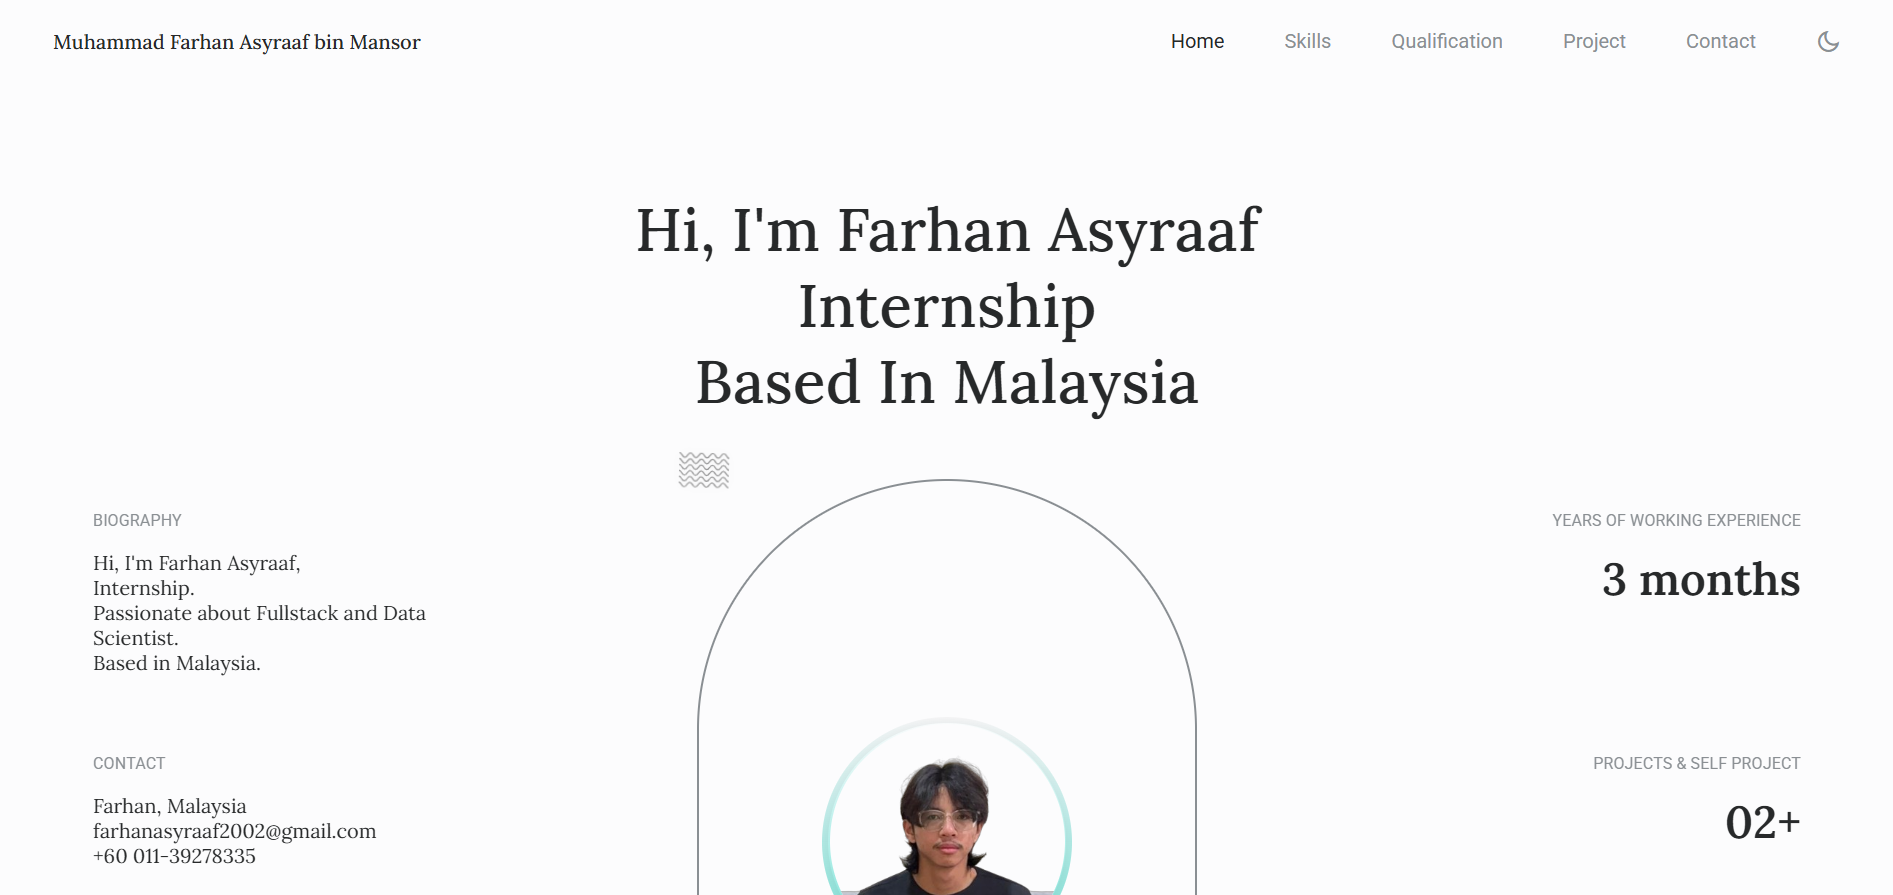 Muhammad Farhan Asyraaf bin Mansor
Home
Skills
Qualification
Project
Contact
Hi, I'm Farhan Asyraaf
Internship
Based In Malaysia
BIOGRAPHY
Hi, I'm Farhan Asyraaf,
Internship.
Passionate about Fullstack and Data
Scientist.
Based in Malaysia.
CONTACT
Farhan, Malaysia
farhanasyraaf2002@gmail.com
+60 011-39278335
YEARS OF WORKING EXPERIENCE
3 months
PROJECTS & SELF PROJECT
02+